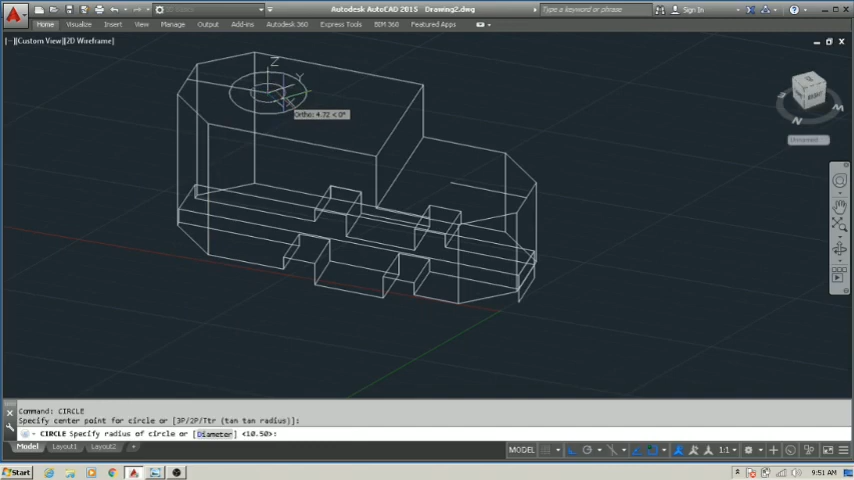 Autodesk AutoCAD 2015 Drawing2.dwg
Type a keyword or phrase
Sign In
Home Insert Manage Output Add-ins Autodesk 360 Express Tools BIM 360 Featured Apps
Visualize
[-][Custom View][2D Wireframe]
Z
Y
X
Ortho: 4.72 < 0°
E
N
Command: CIRCLE
Specify center point for circle or [3P/2P/Ttr (tan tan radius)]:
- CIRCLE Specify radius of circle or [Diameter] <10.50>:
Model Layout1 Layout2 +
MODEL 1:1
Start 9:51 AM